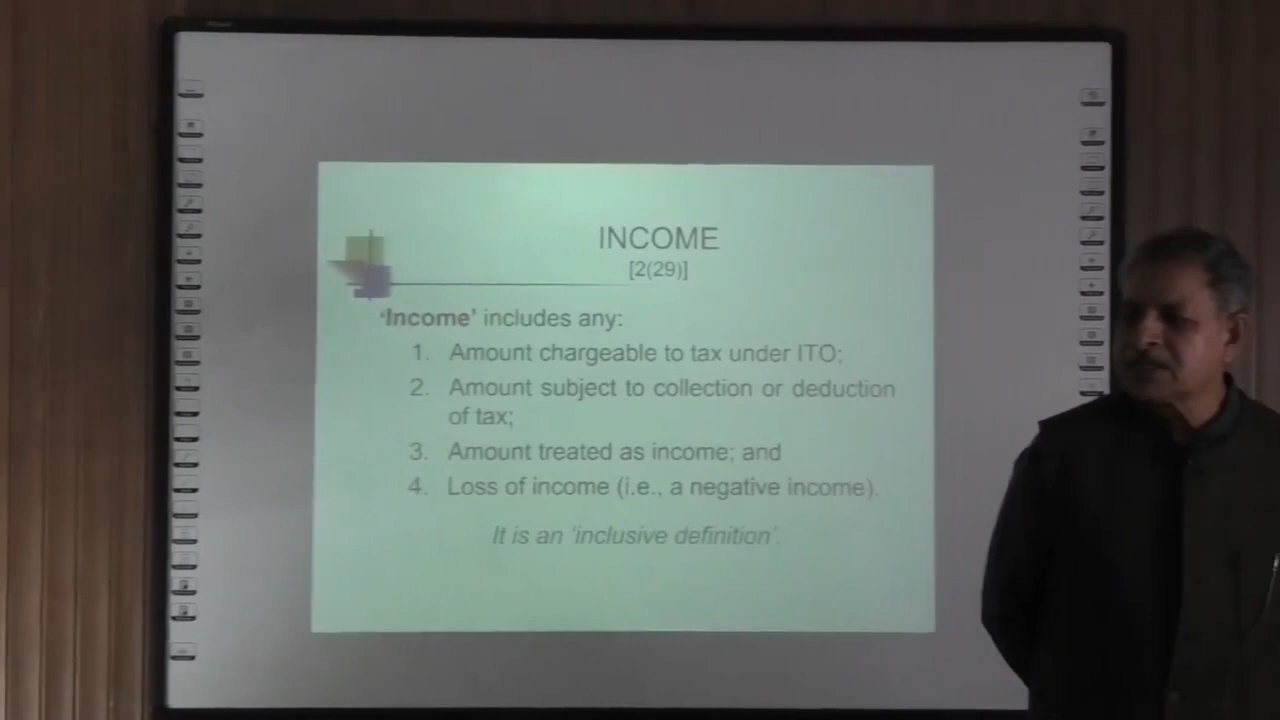 INCOME
[2(29)]
‘Income’ includes any:
1. Amount chargeable to tax under ITO;
2. Amount subject to collection or deduction
of tax;
3. Amount treated as income; and
4. Loss of income (i.e., a negative income).
It is an ‘inclusive definition’.